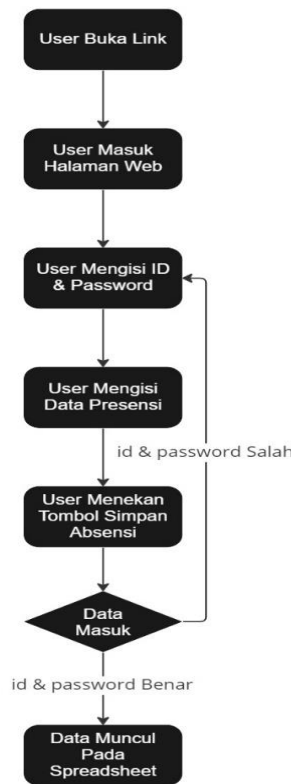 User Buka Link
User Masuk
Halaman Web
User Mengisi ID
& Password
User Mengisi
Data Presensi
id & password Salah
User Menekan
Tombol Simpan
Absensi
Data
Masuk
id & password Benar
Data Muncul
Pada
Spreadsheet